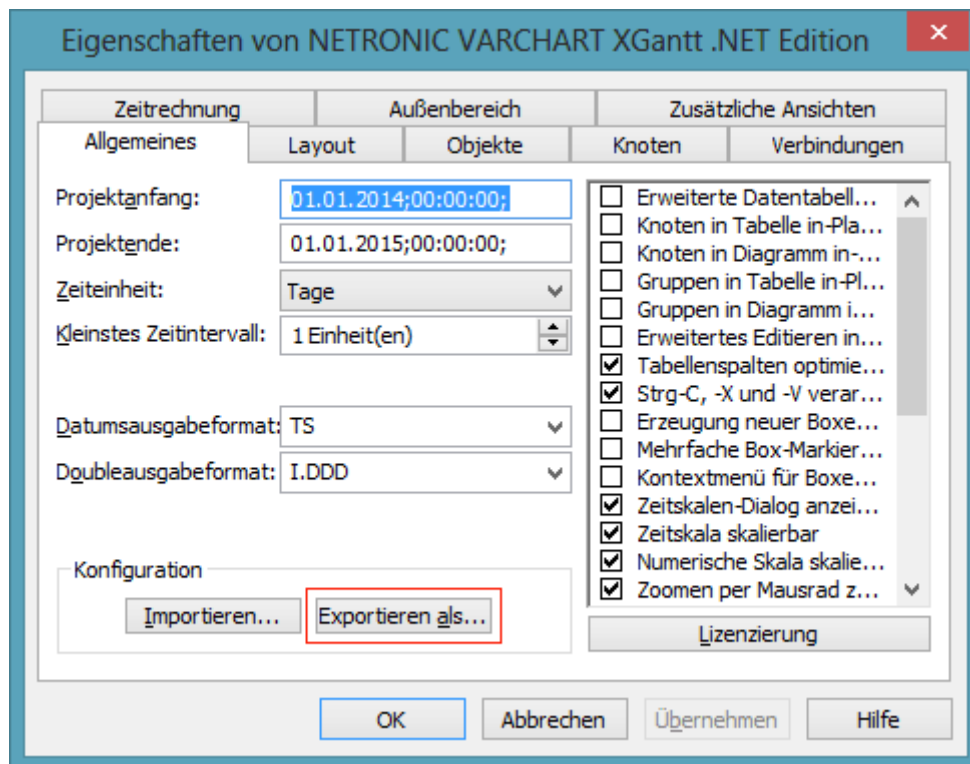 Eigenschaften von NETRONIC VARCHART XGantt .NET Edition
Zeitrechnung
Außenbereich
Zusätzliche Ansichten
Allgemeines
Layout
Objekte
Knoten
Verbindungen
Projektanfang:
01.01.2014;00:00:00;
Projektende:
01.01.2015;00:00:00;
Zeiteinheit:
Tage
Kleinstes Zeitintervall:
1 Einheit(en)
Datumsausgabeformat:
TS
Doubleausgabeformat:
I.DDD
Konfiguration
Importieren...
Exportieren als...
Erweiterte Datentabell...
Knoten in Tabelle in-Pla...
Knoten in Diagramm in-...
Gruppen in Tabelle in-Pl...
Gruppen in Diagramm i...
Erweitertes Editieren in...
Tabellenspalten optimie...
Strg-C, -X und -V verar...
Erzeugung neuer Boxe...
Mehrfache Box-Markier...
Kontextmenü für Boxe...
Zeitskalen-Dialog anzei...
Zeitskala skalierbar
Numerische Skala skalie...
Zoomen per Mausrad z...
Lizenzierung
OK
Abbrechen
Übernehmen
Hilfe